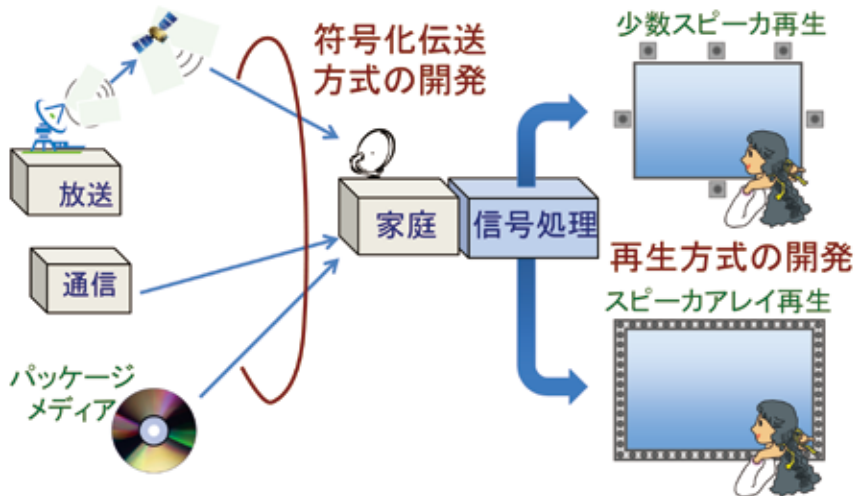 符号化伝送
方式の開発
少数スピーカ再生
放送
家庭
信号処理
通信
再生方式の開発
スピーカアレイ再生
パッケージ
メディア